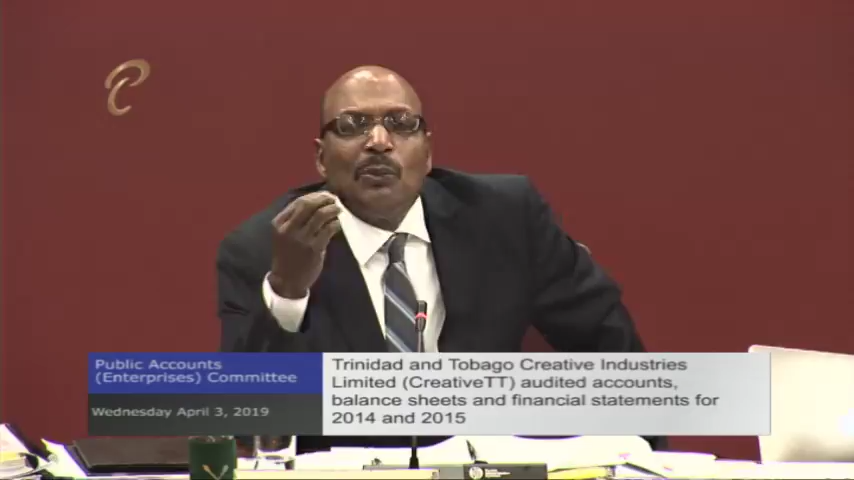 Public Accounts
(Enterprises) Committee
Wednesday April 3, 2019
Trinidad and Tobago Creative Industries
Limited (CreativeTT) audited accounts,
balance sheets and financial statements for
2014 and 2015